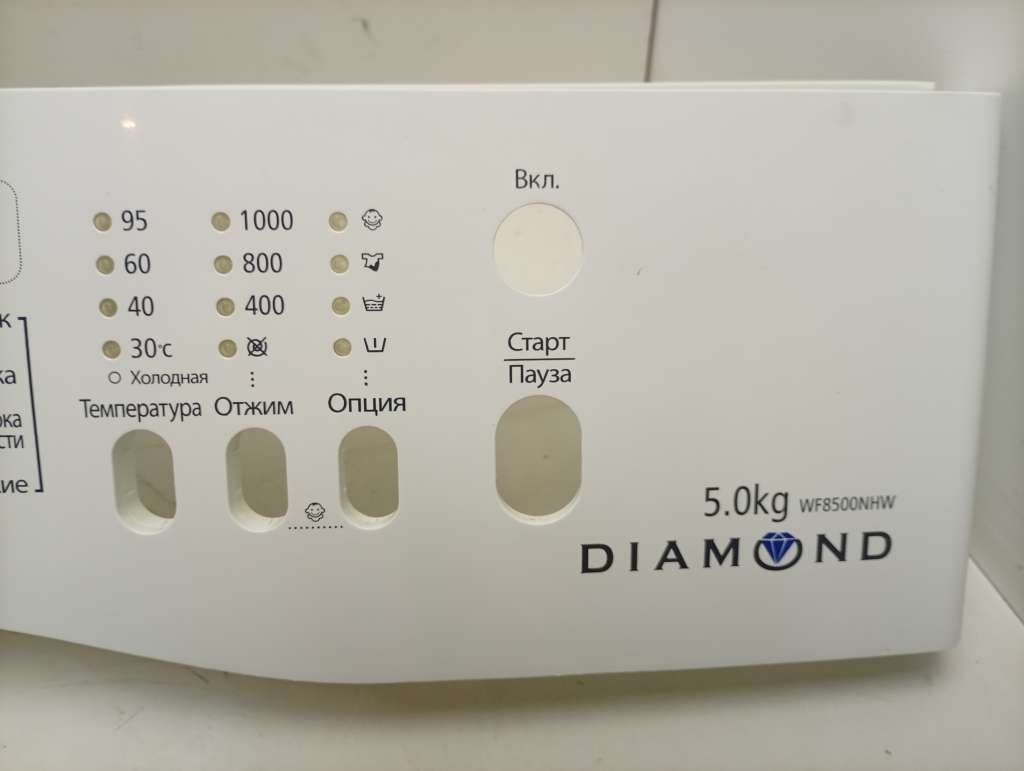 Вкл.
95 1000
60 800
40 400
30°c
Холодная
Температура Отжим Опция
Старт
Пауза
5.0kg WF8500NHW
DIAMOND